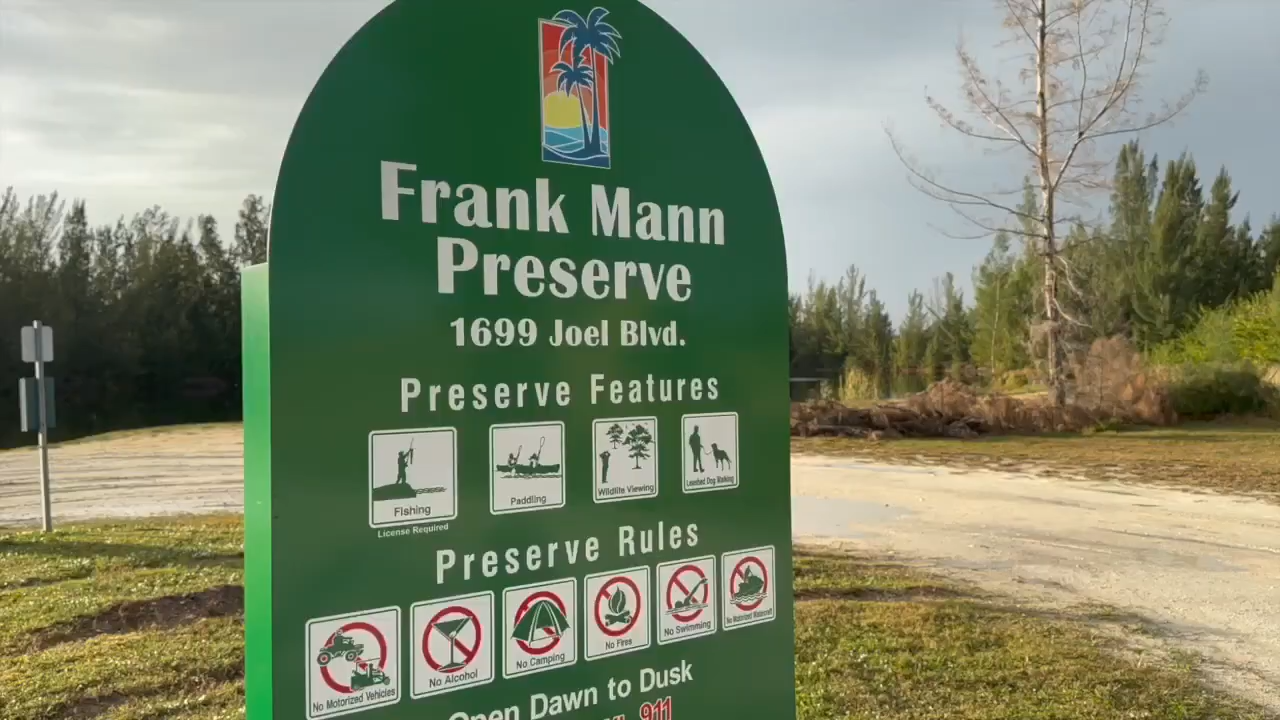 Frank Mann
Preserve
1699 Joel Blvd.
Preserve Features
Fishing
License Required
Paddling
Wildlife Viewing
Leashed Dog Walking
Preserve Rules
No Motorized Vehicles
No Alcohol
No Camping
No Fires
No Swimming
No Motorized Watercraft
Open Dawn to Dusk
911